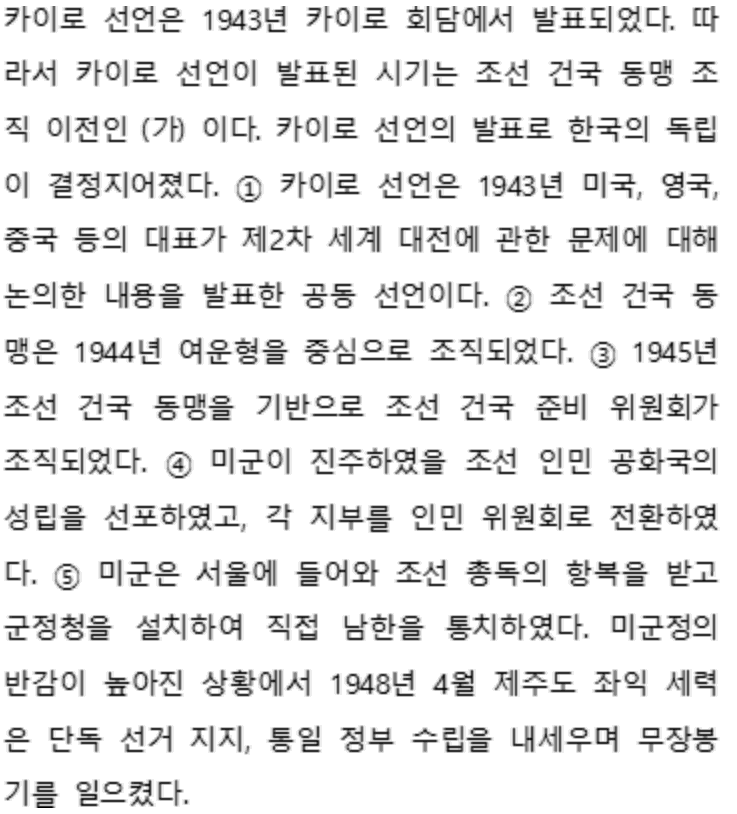 카이로 선언은 1943년 카이로 회담에서 발표되었다. 따
라서 카이로 선언이 발표된 시기는 조선 건국 동맹 조
직 이전인 (가) 이다. 카이로 선언의 발표로 한국의 독립
이 결정지어졌다. ① 카이로 선언은 1943년 미국, 영국,
중국 등의 대표가 제2차 세계 대전에 관한 문제에 대해
논의한 내용을 발표한 공동 선언이다. ② 조선 건국 동
맹은 1944년 여운형을 중심으로 조직되었다. ③ 1945년
조선 건국 동맹을 기반으로 조선 건국 준비 위원회가
조직되었다. ④ 미군이 진주하였을 조선 인민 공화국의
성립을 선포하였고, 각 지부를 인민 위원회로 전환하였
다. ⑤ 미군은 서울에 들어와 조선 총독의 항복을 받고
군정청을 설치하여 직접 남한을 통치하였다. 미군정의
반감이 높아진 상황에서 1948년 4월 제주도 좌익 세력
은 단독 선거 지지, 통일 정부 수립을 내세우며 무장봉
기를 일으켰다.